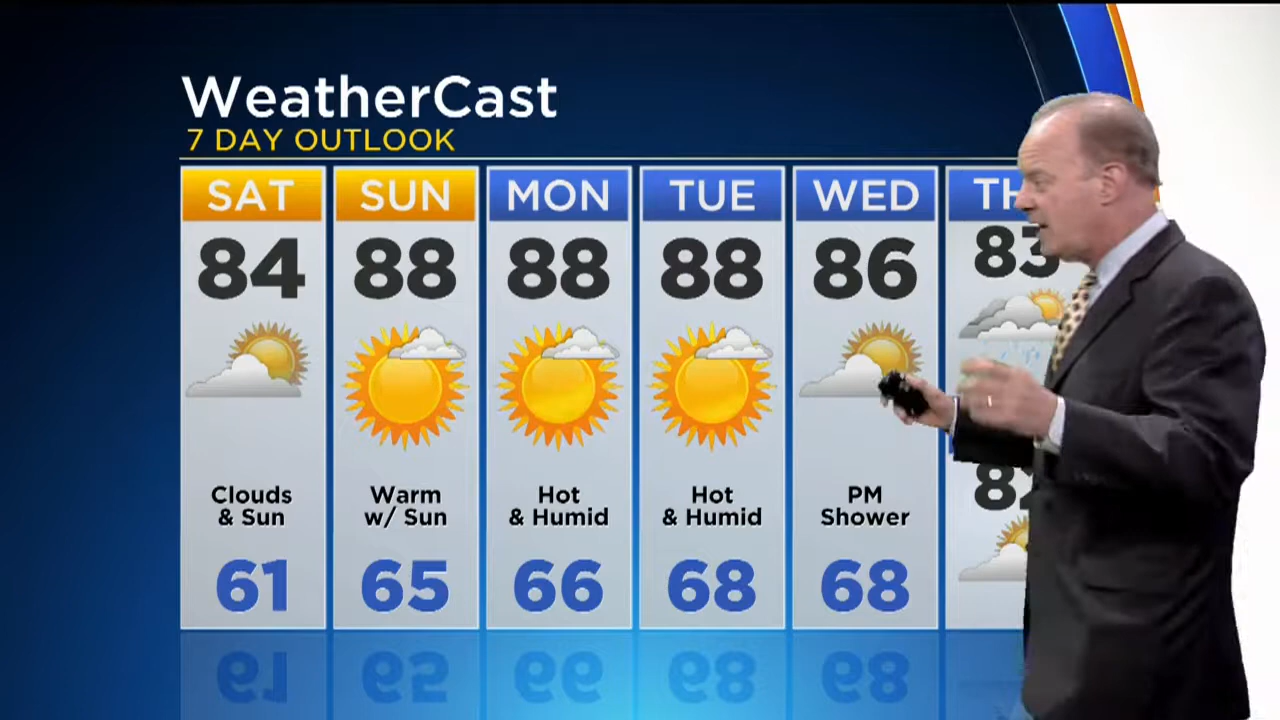 WeatherCast
7 DAY OUTLOOK
SAT SUN MON TUE WED
84 88 88 88 86 83
Clouds Warm Hot Hot PM
& Sun w/ Sun & Humid & Humid Shower
61 65 66 68 68